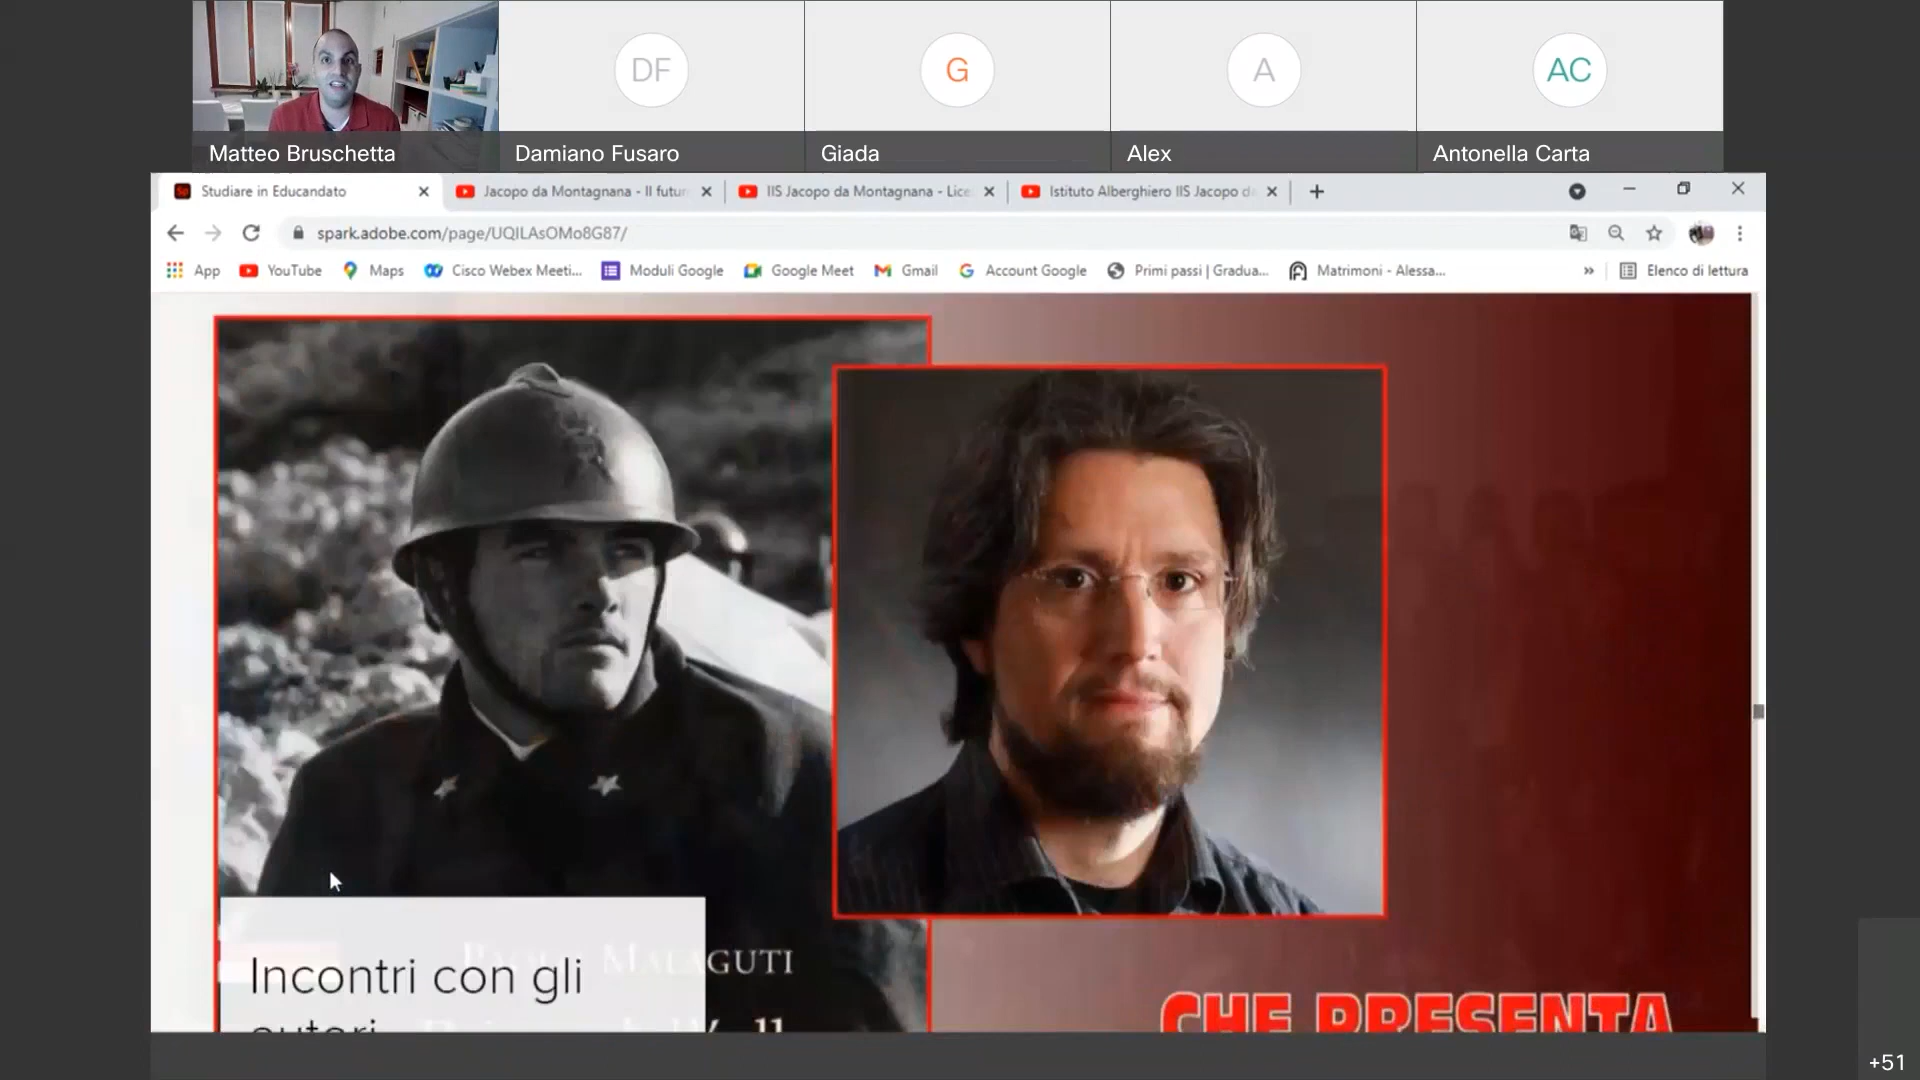 DF
G
A
AC
Matteo Bruschetta
Damiano Fusaro
Giada
Alex
Antonella Carta
Sp
Studiare in Educandato
Jacopo da Montagnana - Il futur
IIS Jacopo da Montagnana - Lice
Istituto Alberghiero IIS Jacopo d
spark.adobe.com/page/UQILAsOMo8G87/
App
YouTube
Maps
Cisco Webex Meeti...
Moduli Google
Google Meet
Gmail
Account Google
Primi passi | Gradua...
Matrimoni - Alessa...
»
Elenco di lettura
MALAGUTI
Incontri con gli
autori
CHE PRESENTA
+51